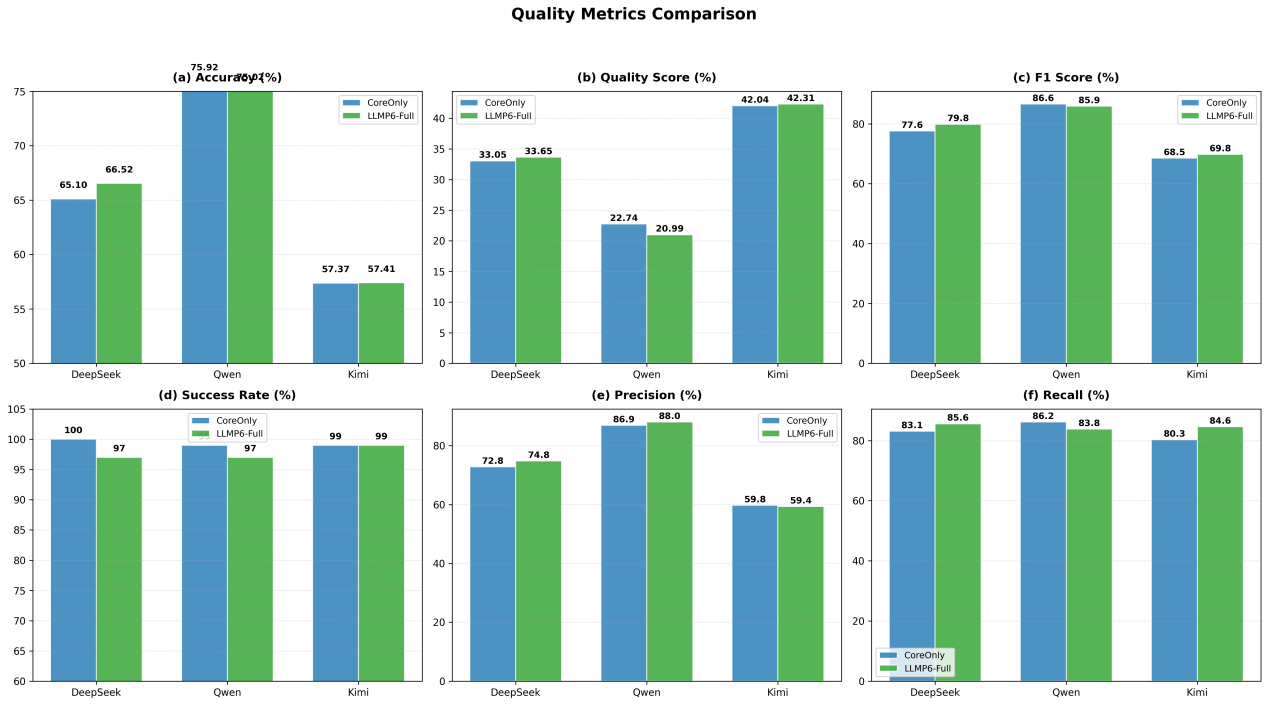 Quality Metrics Comparison
(a) Accuracy (%)
75.92
CoreOnly
LLMP6-Full
65.10
66.52
57.37
57.41
75
70
65
60
55
50
DeepSeek
Qwen
Kimi
(b) Quality Score (%)
CoreOnly
LLMP6-Full
33.05
33.65
22.74
20.99
42.04
42.31
40
35
30
25
20
15
10
5
0
DeepSeek
Qwen
Kimi
(c) F1 Score (%)
CoreOnly
LLMP6-Full
77.6
79.8
86.6
85.9
68.5
69.8
80
60
40
20
0
DeepSeek
Qwen
Kimi
(d) Success Rate (%)
CoreOnly
LLMP6-Full
100
97
97
99
99
105
100
95
90
85
80
75
70
65
60
DeepSeek
Qwen
Kimi
(e) Precision (%)
CoreOnly
LLMP6-Full
72.8
74.8
86.9
88.0
59.8
59.4
80
60
40
20
0
DeepSeek
Qwen
Kimi
(f) Recall (%)
83.1
85.6
86.2
83.8
80.3
84.6
80
60
40
20
0
CoreOnly
LLMP6-Full
DeepSeek
Qwen
Kimi